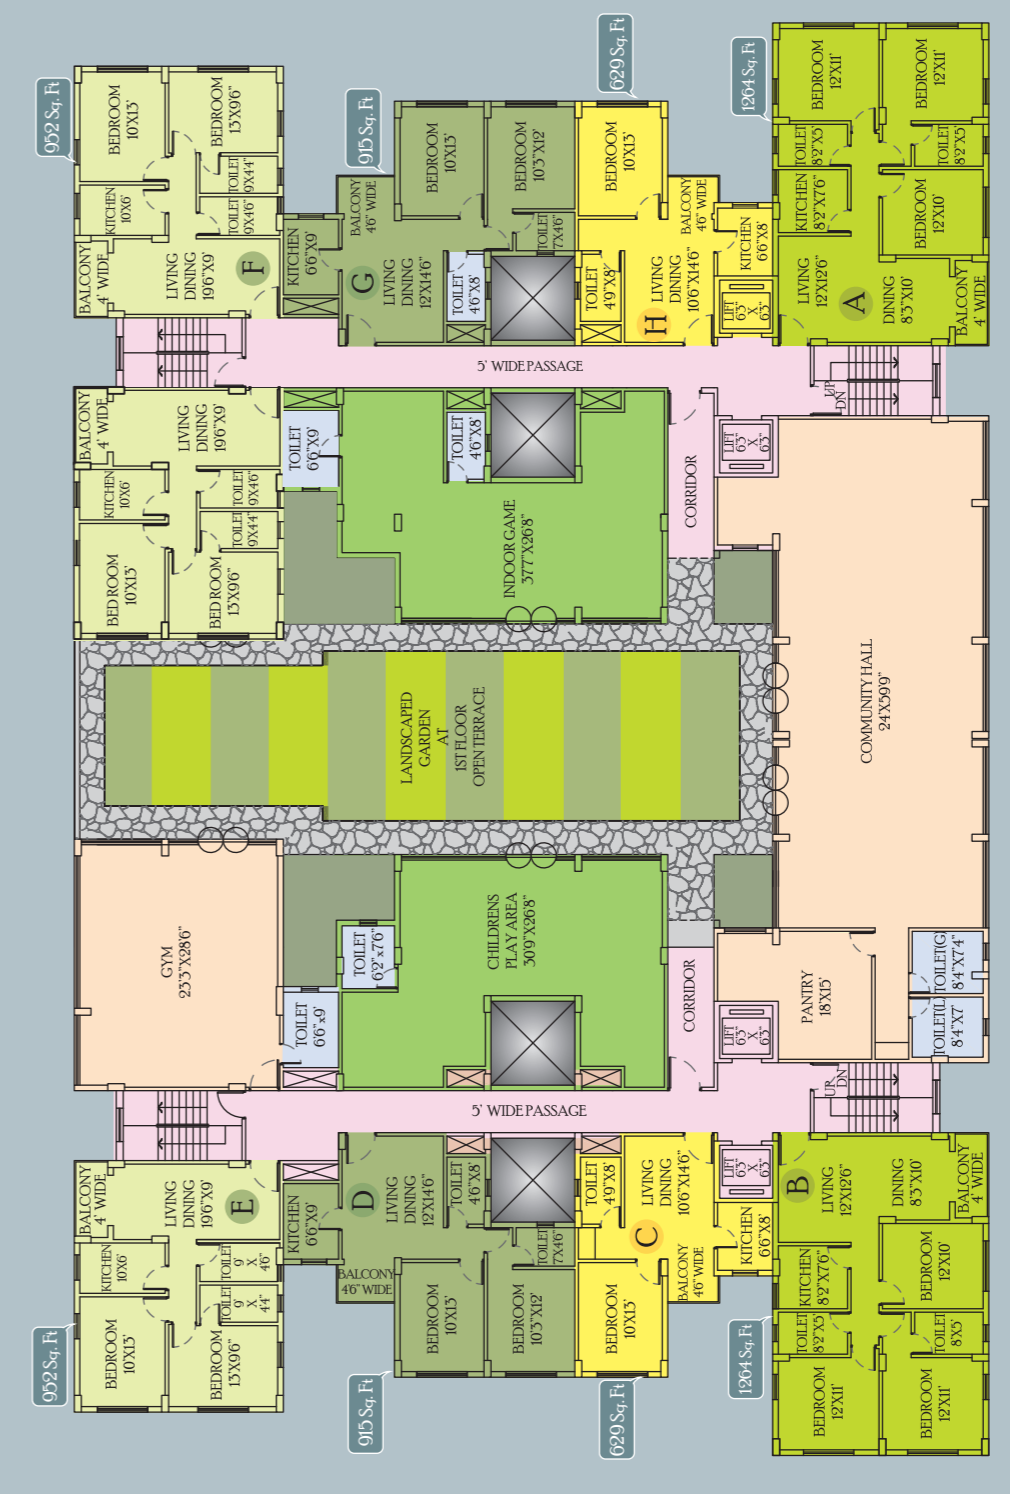 952 Sq. Ft
915 Sq. Ft
629 Sq. Ft
1264 Sq. Ft
BEDROOM
10'X13'
BEDROOM
13'X9'6"
KITCHEN
10X6'
TOILET
9'X4'4"
TOILET
9'X4'6"
BALCONY
4' WIDE
LIVING
DINING
19'6"X9'
F
KITCHEN
6'6"X9'
BALCONY
4'6" WIDE
BEDROOM
10'X13'
BEDROOM
10'3"X12'
TOILET
7'X4'6"
G
LIVING
DINING
12'X14'6"
TOILET
4'6"X8'
BEDROOM
10'X13'
BALCONY
4'6" WIDE
TOILET
4'9"X8'
LIVING
DINING
10'6"X14'6"
H
KITCHEN
6'6"X8'
LIFT
6'3"
X
6'3"
BEDROOM
12'X11'
BEDROOM
12'X11'
TOILET
8'2"X5'
TOILET
8'2"X5'
KITCHEN
8'2"X7'6"
BEDROOM
12'X10'
LIVING
12'X12'6"
A
DINING
8'3"X10'
BALCONY
4' WIDE
5' WIDE PASSAGE
UP
DN
BALCONY
4' WIDE
LIVING
DINING
19'6"X9'
KITCHEN
10X6'
TOILET
9'X4'6"
TOILET
9'X4'4"
BED ROOM
10'X13'
BED ROOM
13'X9'6"
TOILET
6'6"X9'
TOILET
4'6"X8'
INDOOR GAME
37'7"X26'8"
CORRIDOR
LIFT
6'3"
X
6'3"
COMMUNITY HALL
24'X59'9"
LANDSCAPED
GARDEN
AT
1ST FLOOR
OPEN TERRACE
GYM
23'3"X28'6"
TOILET
6'2"x7'6"
TOILET
6'6"x9'
CHILDRENS
PLAY AREA
30'9"X26'8"
CORRIDOR
LIFT
6'3"
X
6'3"
PANTRY
18'X15'
TOILET(G)
8'4"X7'4"
TOILET(L)
8'4"X7'
5' WIDE PASSAGE
UP
DN
BALCONY
4' WIDE
LIVING
DINING
19'6"X9'
E
KITCHEN
10X6'
TOILET
9'
X
4'6"
TOILET
9'
X
4'4"
BEDROOM
10'X13'
BEDROOM
13'X9'6"
KITCHEN
6'6"X9'
D
LIVING
DINING
12'X14'6"
TOILET
4'6"X8'
TOILET
7'X4'6"
BALCONY
4'6" WIDE
BEDROOM
10'X13'
BEDROOM
10'3"X12'
TOILET
4'9"X8'
LIVING
DINING
10'6"X14'6"
C
BALCONY
4'6" WIDE
BEDROOM
10'X13'
KITCHEN
6'6"X8'
LIFT
6'3"
X
6'3"
B
LIVING
12'X12'6"
DINING
8'3"X10'
BALCONY
4' WIDE
KITCHEN
8'2"X7'6"
BEDROOM
12'X10'
TOILET
8'2"X5'
TOILET
8'X5'
BEDROOM
12'X11'
BEDROOM
12'X11'
952 Sq. Ft
915 Sq. Ft
629 Sq. Ft
1264 Sq. Ft